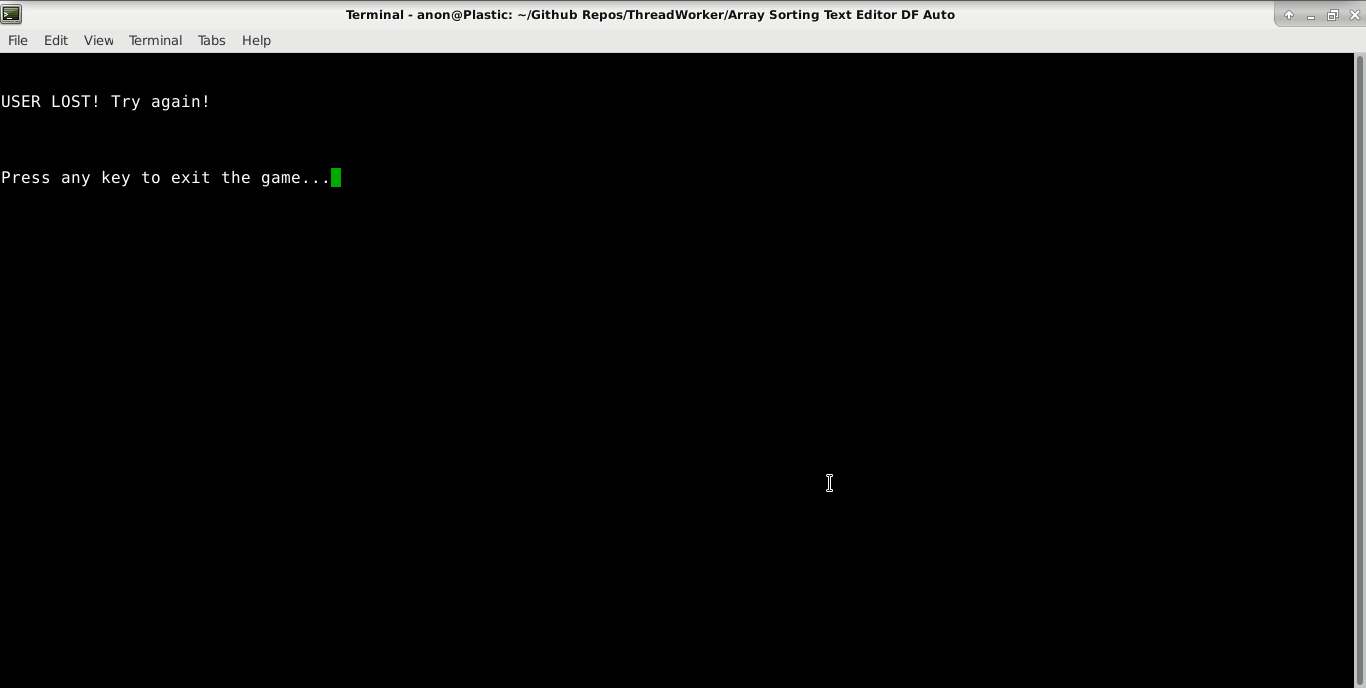 Terminal - anon@Plastic: ~/Github Repos/ThreadWorker/Array Sorting Text Editor DF Auto
File Edit View Terminal Tabs Help
USER LOST! Try again!
Press any key to exit the game...